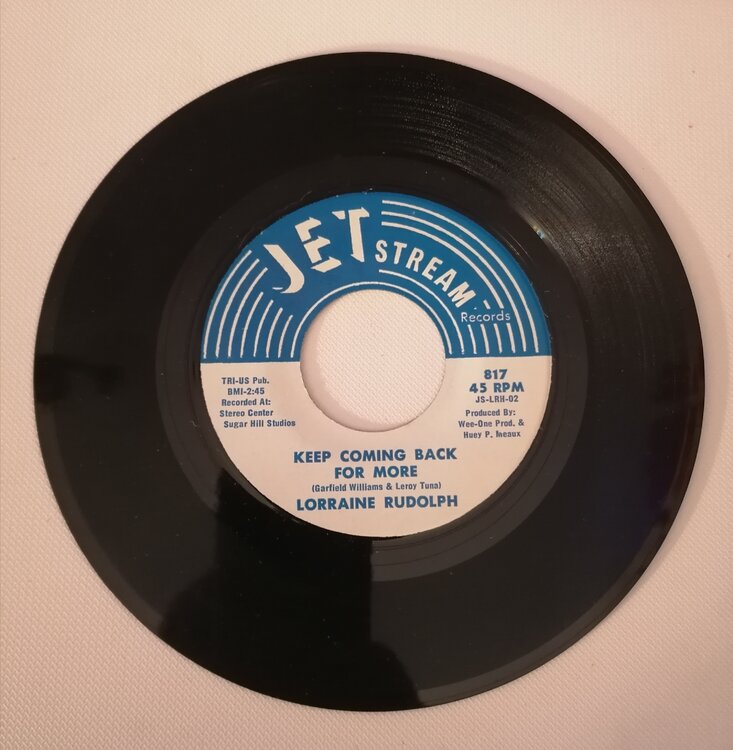 JET STREAM
Records
TRI-US Pub.
BMI-2:45
Recorded At:
Stereo Center
Sugar Hill Studios
817
45 RPM
JS-LRH-02
Produced By:
Wee-One Prod. &
Huey P. Meaux
KEEP COMING BACK
FOR MORE
(Garfield Williams & Leroy Tuna)
LORRAINE RUDOLPH